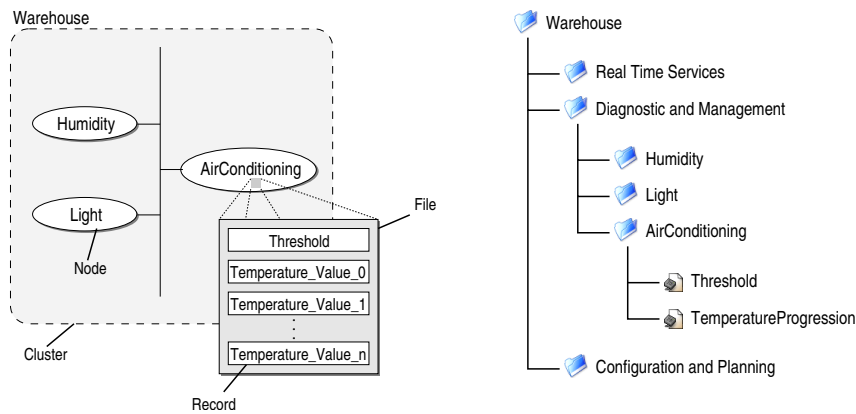 Warehouse
Humidity
AirConditioning
Light
Node
File
Threshold
Temperature_Value_0
Temperature_Value_1
Temperature_Value_n
Cluster
Record
Warehouse
Real Time Services
Diagnostic and Management
Humidity
Light
AirConditioning
Threshold
TemperatureProgression
Configuration and Planning